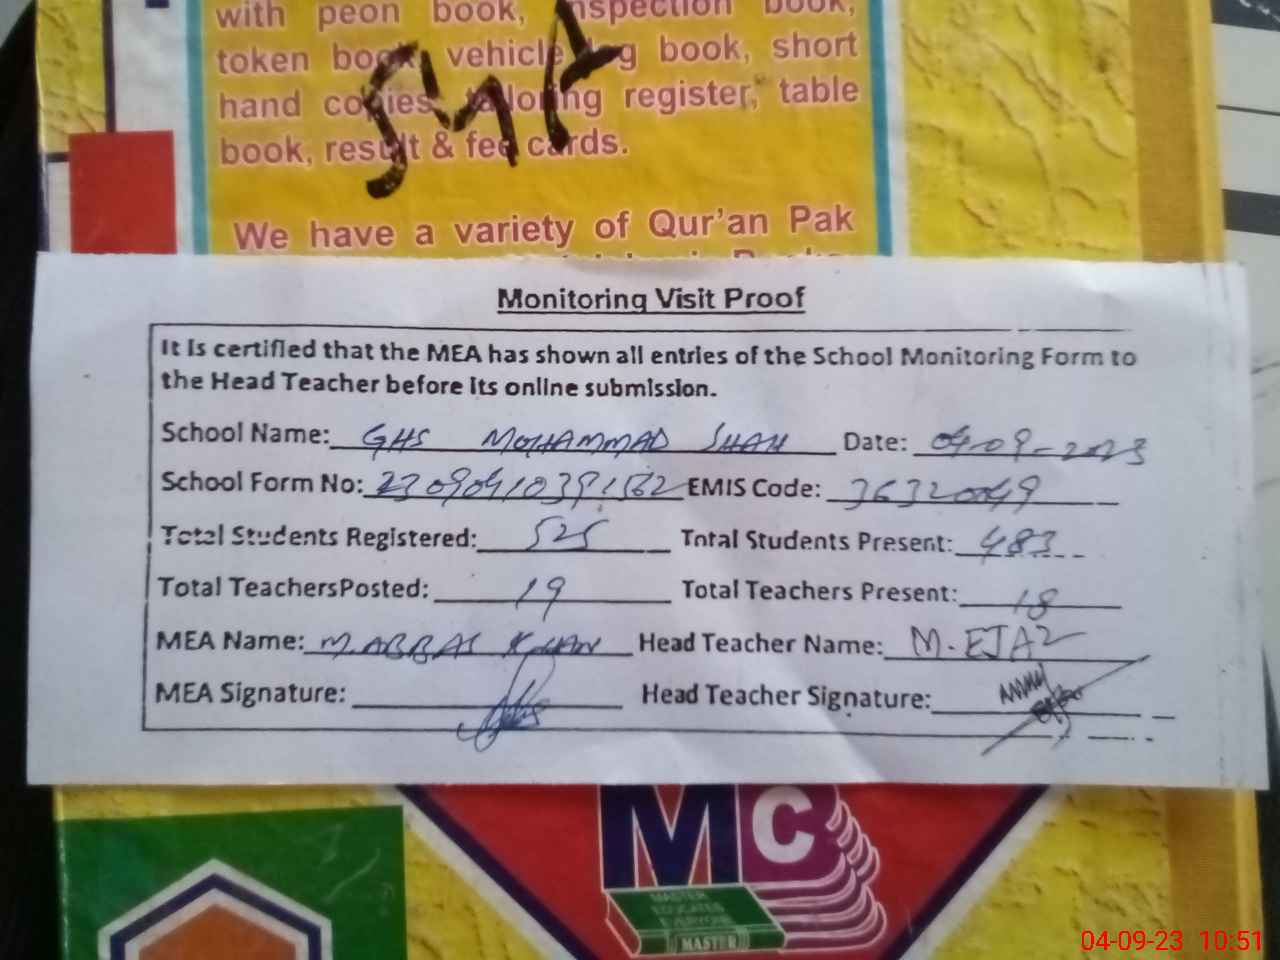 with peon book, inspection book,
token book, vehicle log book, short
hand copies, tailoring register, table
book, result & fee cards.
We have a variety of Qur'an Pak
Monitoring Visit Proof
It is certified that the MEA has shown all entries of the School Monitoring Form to
the Head Teacher before its online submission.
School Name: GHS MOHAMMAD SHAH Date: 04-09-2023
School Form No: EMIS Code: 36320049
Total Students Registered: 525 Total Students Present: 483
Total TeachersPosted: 19 Total Teachers Present: 18
MEA Name: M. ABBAS KHAN Head Teacher Name: M. EJAZ
MEA Signature: Head Teacher Signature:
MC
MASTER
EDUCATES
EVERYONE
MASTER
04-09-23 10:51